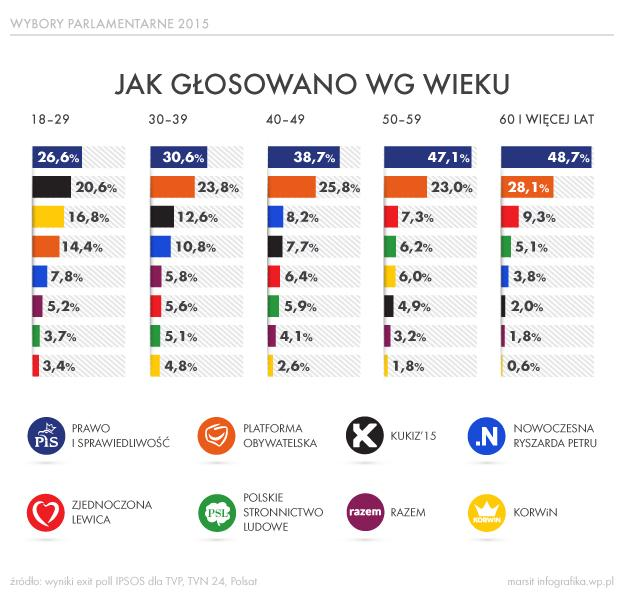 WYBORY PARLAMENTARNE 2015
JAK GŁOSOWANO WG WIEKU
18–29 30–39 40–49 50–59 60 I WIĘCEJ LAT
26,6% 30,6% 38,7% 47,1% 48,7%
20,6% 23,8% 25,8% 23,0% 28,1%
16,8% 12,6% 8,2% 7,3% 9,3%
14,4% 10,8% 7,7% 6,2% 5,1%
7,8% 5,8% 6,4% 6,0% 3,8%
5,2% 5,6% 5,9% 4,9% 2,0%
3,7% 5,1% 4,1% 3,2% 1,8%
3,4% 4,8% 2,6% 1,8% 0,6%
PiS
PRAWO
I SPRAWIEDLIWOŚĆ
PLATFORMA
OBYWATELSKA
KUKIZ'15
.N
NOWOCZESNA
RYSZARDA PETRU
ZJEDNOCZONA
LEWICA
PSL
POLSKIE
STRONNICTWO
LUDOWE
razem
RAZEM
KORWiN
KORWiN
źródło: wyniki exit poll IPSOS dla TVP, TVN 24, Polsat
marsit infografika.wp.pl